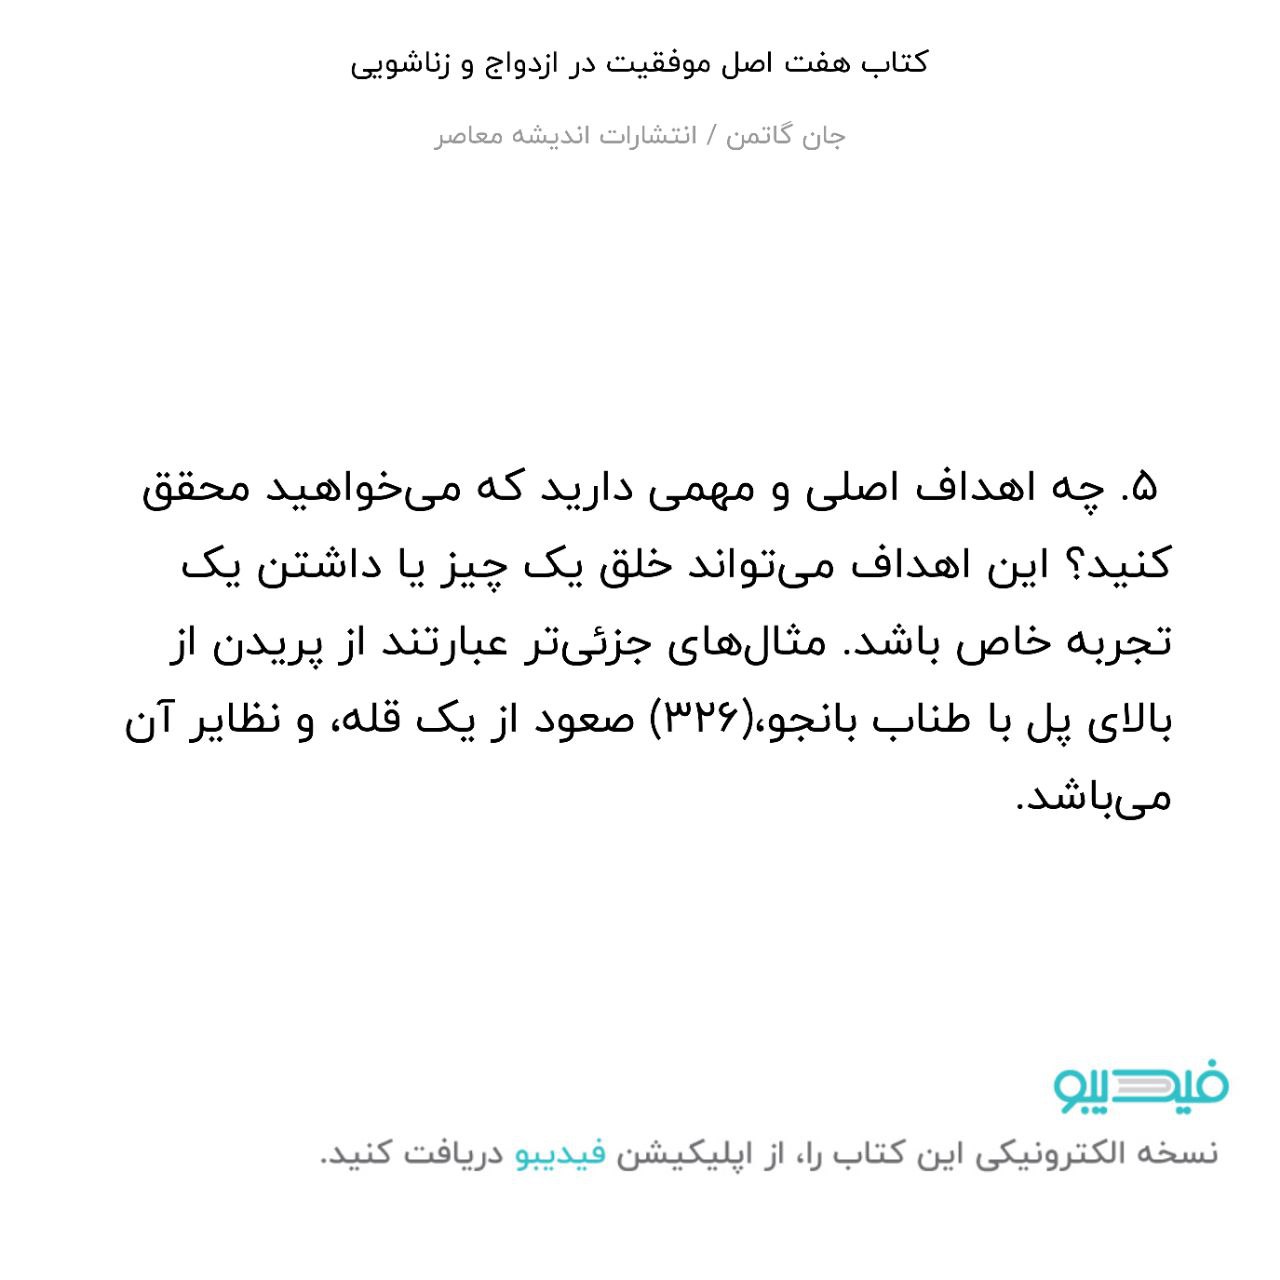 کتاب هفت اصل موفقیت در ازدواج و زناشویی
جان گاتمن / انتشارات اندیشه معاصر
۵. چه اهداف اصلی و مهمی دارید که می‌خواهید محقق
کنید؟ این اهداف می‌تواند خلق یک چیز یا داشتن یک
تجربه خاص باشد. مثال‌های جزئی‌تر عبارتند از پریدن از
بالای پل با طناب بانجو،(۳۲۶) صعود از یک قله، و نظایر آن
می‌باشد.
فیدیبو
نسخه الکترونیکی این کتاب را، از اپلیکیشن فیدیبو دریافت کنید.